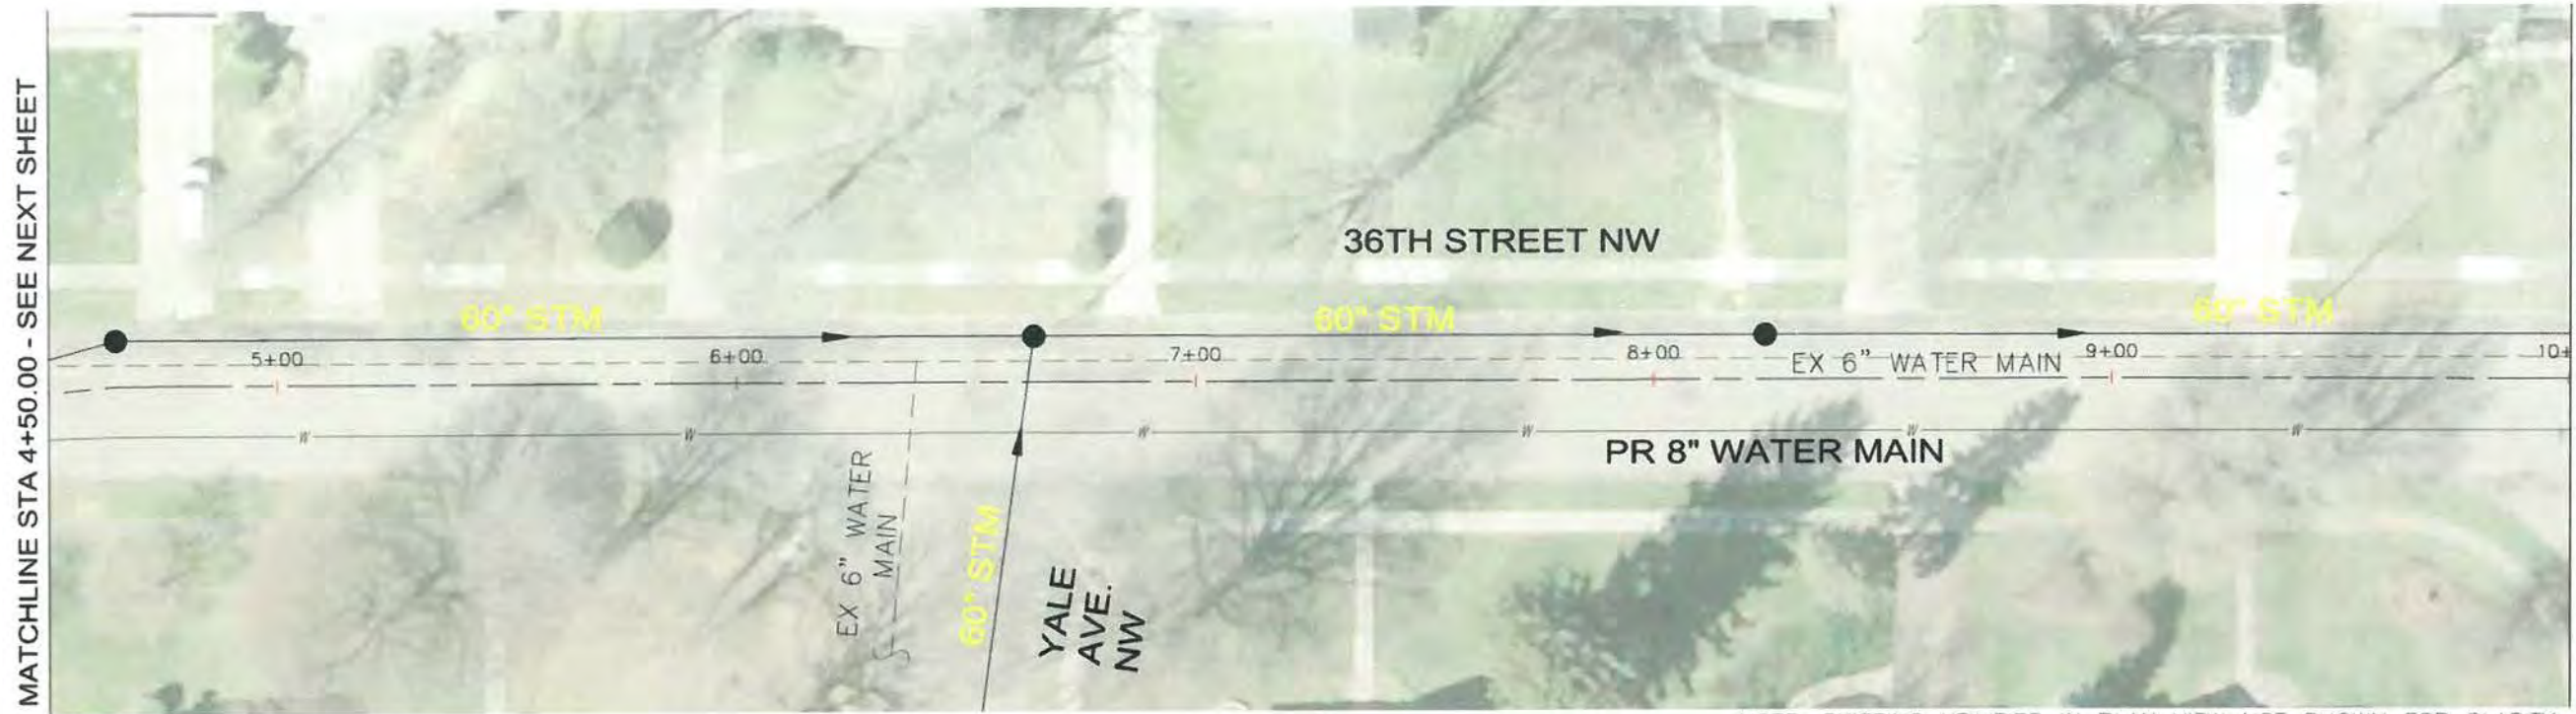 MATCHLINE STA 4+50.00 - SEE NEXT SHEET
36TH STREET NW
60" STM
60" STM
60" STM
5+00
6+00
7+00
8+00
EX 6" WATER MAIN
9+00
10+
W
W
W
W
W
W
PR 8" WATER MAIN
EX 6" WATER
MAIN
60" STM
YALE
AVE.
NW